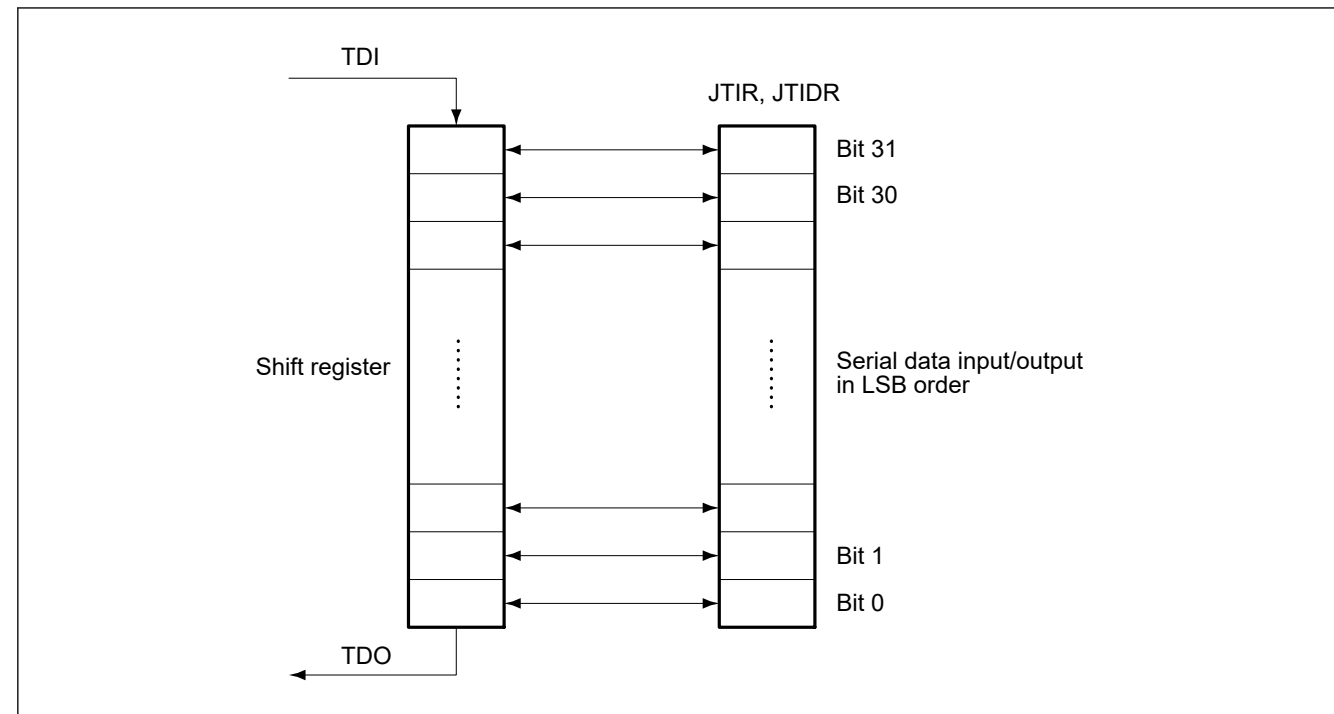 TDI
JTIR, JTIDR
Bit 31
Bit 30
Shift register
Serial data input/output
in LSB order
Bit 1
Bit 0
TDO